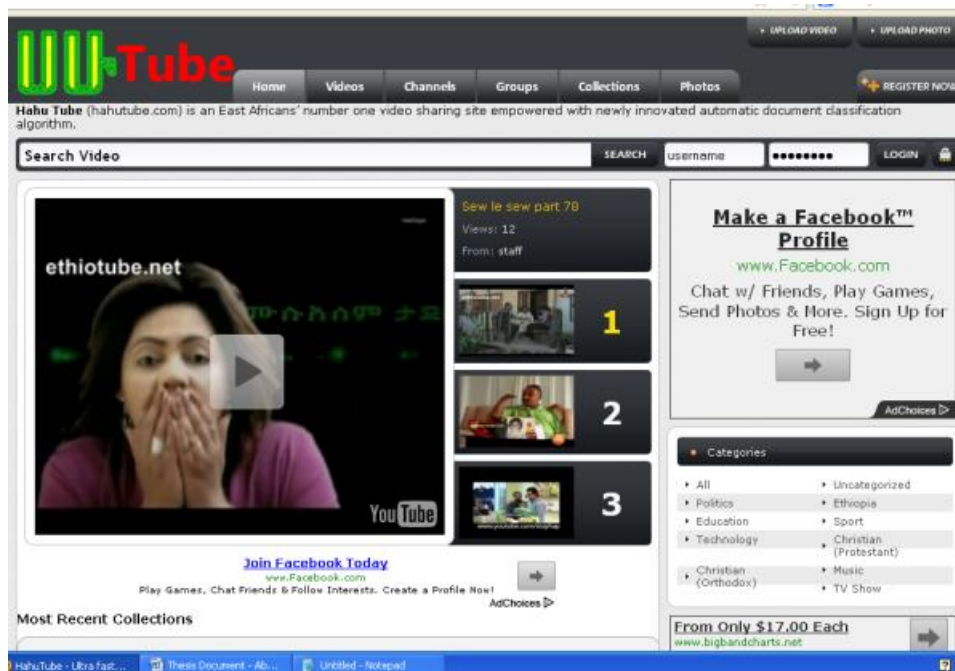 UPLOAD VIDEO
UPLOAD PHOTO
ሀሁ-Tube
Home
Videos
Channels
Groups
Collections
Photos
REGISTER NOW
Hahu Tube (hahutube.com) is an East Africans' number one video sharing site empowered with newly innovated automatic document classification
algorithm.
Search Video
SEARCH
username
LOGIN
ethiotube.net
YouTube
Sew le sew part 78
Views: 12
From: staff
1
2
3
Make a Facebook™
Profile
www.Facebook.com
Chat w/ Friends, Play Games,
Send Photos & More. Sign Up for
Free!
AdChoices
Categories
All
Uncategorized
Politics
Ethiopia
Education
Sport
Technology
Christian
(Protestant)
Christian
(Orthodox)
Music
TV Show
Join Facebook Today
www.Facebook.com
Play Games, Chat Friends & Follow Interests. Create a Profile Now!
AdChoices
Most Recent Collections
From Only $17.00 Each
www.bigbandcharts.net
HahuTube - Ultra fast...
Thesis Document - Ab...
Untitled - Notepad